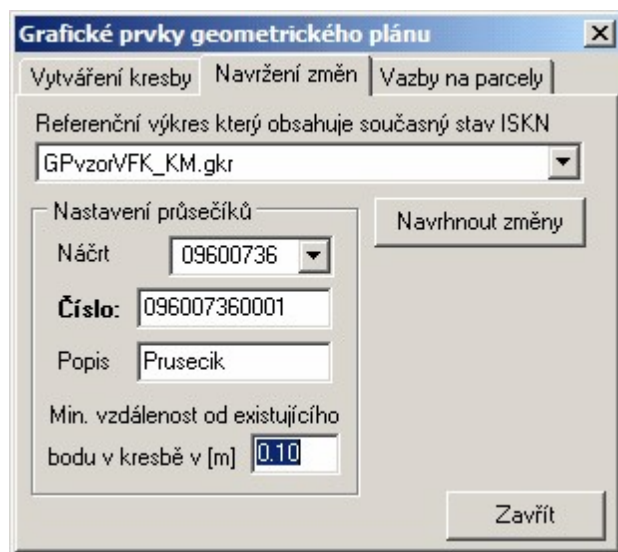 Grafické prvky geometrického plánu
Vytváření kresby Navržení změn Vazby na parcely
Referenční výkres který obsahuje současný stav ISKN
GPvzorVFK_KM.gkr
Nastavení průsečíků
Navrhnout změny
Náčrt 09600736
Číslo: 096007360001
Popis Prusecik
Min. vzdálenost od existujícího
bodu v kresbě v [m] 0.10
Zavřít